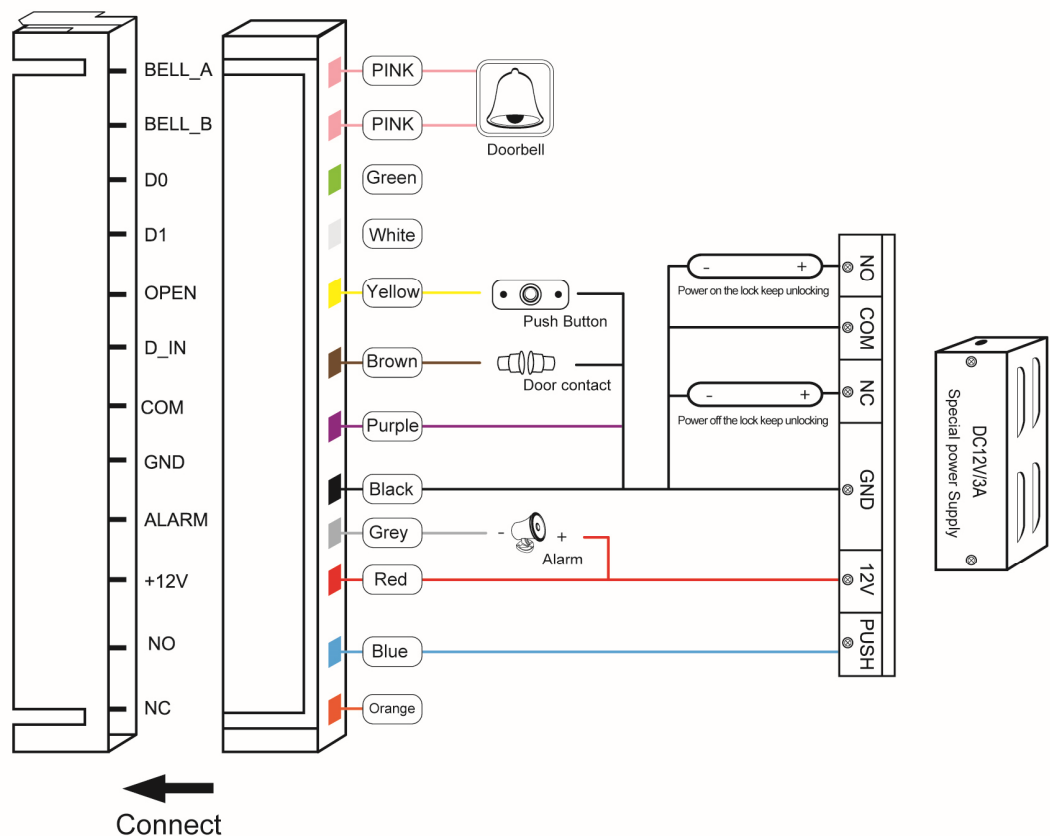 BELL_A
BELL_B
D0
D1
OPEN
D_IN
COM
GND
ALARM
+12V
NO
NC
PINK
PINK
Green
White
Yellow
Brown
Purple
Black
Grey
Red
Blue
Orange
Doorbell
Push Button
Door contact
- +
Alarm
- +
Power on the lock keep unlocking
- +
Power off the lock keep unlocking
NO
COM
NC
GND
12V
PUSH
DC12V/3A
Special power Supply
Connect